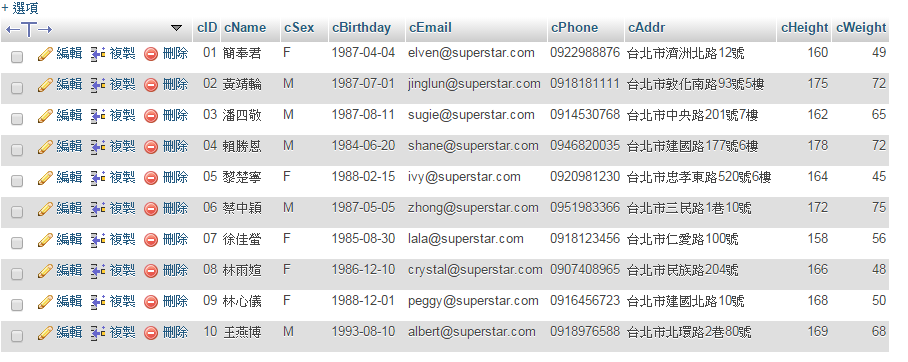 + 選項
←T→ cID cName cSex cBirthday cEmail cPhone cAddr cHeight cWeight
編輯 複製 刪除 01 簡奉君 F 1987-04-04 elven@superstar.com 0922988876 台北市濟洲北路12號 160 49
編輯 複製 刪除 02 黃靖輪 M 1987-07-01 jinglun@superstar.com 0918181111 台北市敦化南路93號5樓 175 72
編輯 複製 刪除 03 潘四敬 M 1987-08-11 sugie@superstar.com 0914530768 台北市中央路201號7樓 162 65
編輯 複製 刪除 04 賴勝恩 M 1984-06-20 shane@superstar.com 0946820035 台北市建國路177號6樓 178 72
編輯 複製 刪除 05 黎楚寧 F 1988-02-15 ivy@superstar.com 0920981230 台北市忠孝東路520號6樓 164 45
編輯 複製 刪除 06 蔡中穎 M 1987-05-05 zhong@superstar.com 0951983366 台北市三民路1巷10號 172 75
編輯 複製 刪除 07 徐佳螢 F 1985-08-30 lala@superstar.com 0918123456 台北市仁愛路100號 158 56
編輯 複製 刪除 08 林雨媗 F 1986-12-10 crystal@superstar.com 0907408965 台北市民族路204號 166 48
編輯 複製 刪除 09 林心儀 F 1988-12-01 peggy@superstar.com 0916456723 台北市建國北路10號 168 50
編輯 複製 刪除 10 王燕博 M 1993-08-10 albert@superstar.com 0918976588 台北市北環路2巷80號 169 68